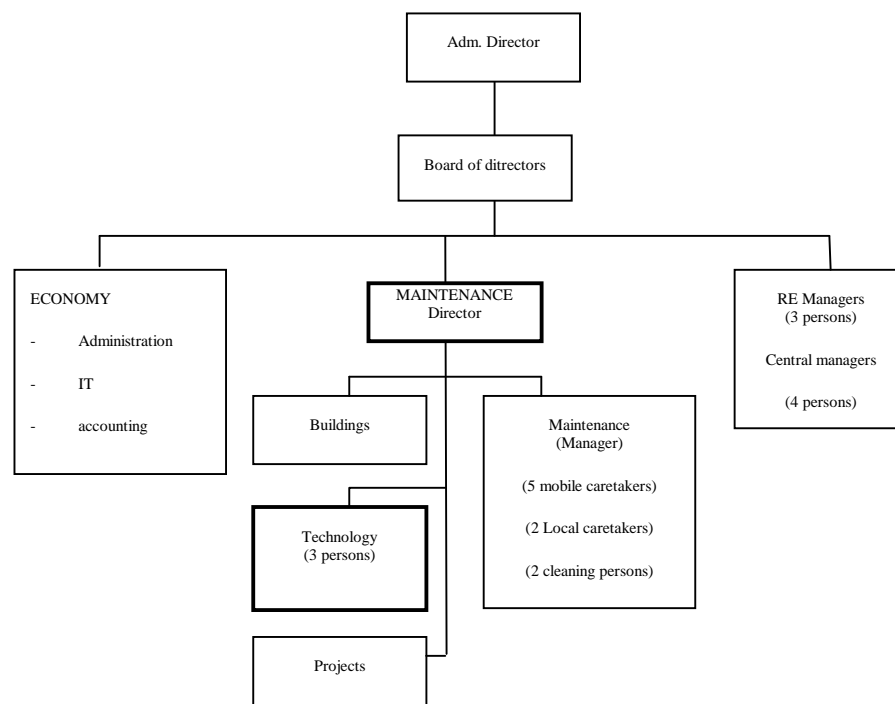 Adm. Director
Board of ditrectors
ECONOMY
- Administration
- IT
- accounting
MAINTENANCE
Director
RE Managers
(3 persons)
Central managers
(4 persons)
Buildings
Maintenance
(Manager)
(5 mobile caretakers)
(2 Local caretakers)
(2 cleaning persons)
Technology
(3 persons)
Projects